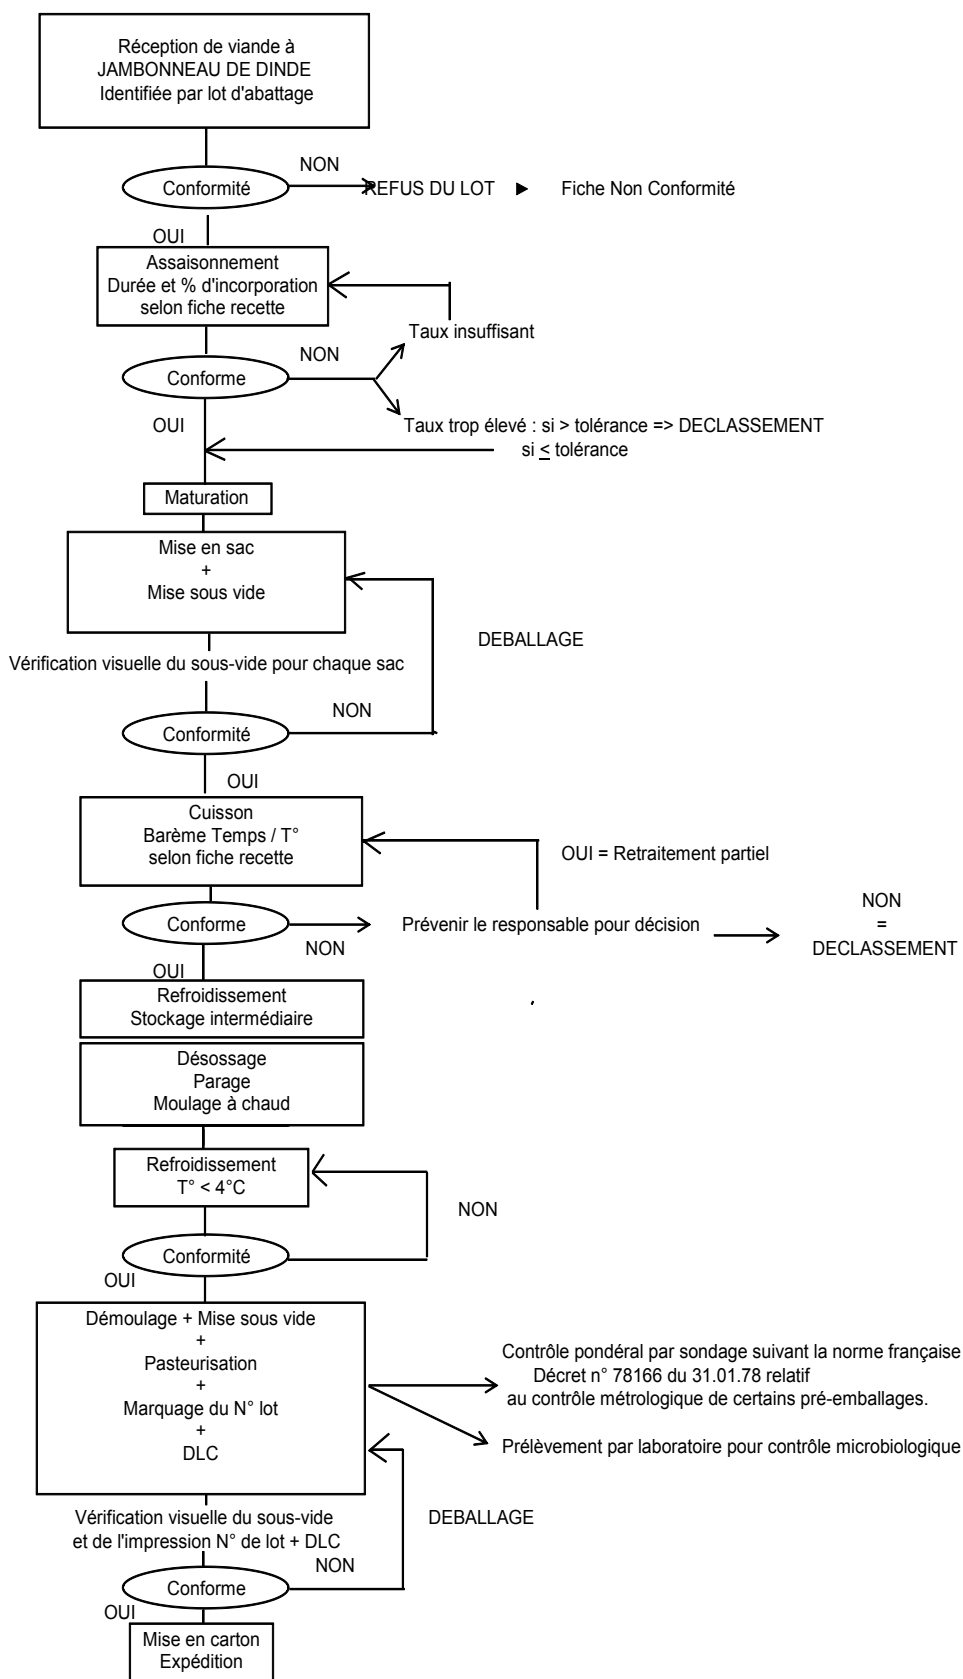 Réception de viande à
JAMBONNEAU DE DINDE
Identifiée par lot d'abattage
NON
Conformité
REFUS DU LOT
Fiche Non Conformité
OUI
Assaisonnement
Durée et % d'incorporation
selon fiche recette
Taux insuffisant
NON
Conforme
OUI
Taux trop élevé : si > tolérance => DECLASSEMENT
si < tolérance
Maturation
Mise en sac
+
Mise sous vide
DEBALLAGE
Vérification visuelle du sous-vide pour chaque sac
NON
Conformité
OUI
Cuisson
Barème Temps / T°
selon fiche recette
OUI = Retraitement partiel
NON
=
DECLASSEMENT
Conforme
Prévenir le responsable pour décision
NON
OUI
Refroidissement
Stockage intermédiaire
Désossage
Parage
Moulage à chaud
Refroidissement
T° < 4°C
NON
Conformité
OUI
Démoulage + Mise sous vide
+
Pasteurisation
+
Marquage du N° lot
+
DLC
Contrôle pondéral par sondage suivant la norme française
Décret n° 78166 du 31.01.78 relatif
au contrôle métrologique de certains pré-emballages.
Prélèvement par laboratoire pour contrôle microbiologique
Vérification visuelle du sous-vide
et de l'impression N° de lot + DLC
DEBALLAGE
NON
Conforme
OUI
Mise en carton
Expédition